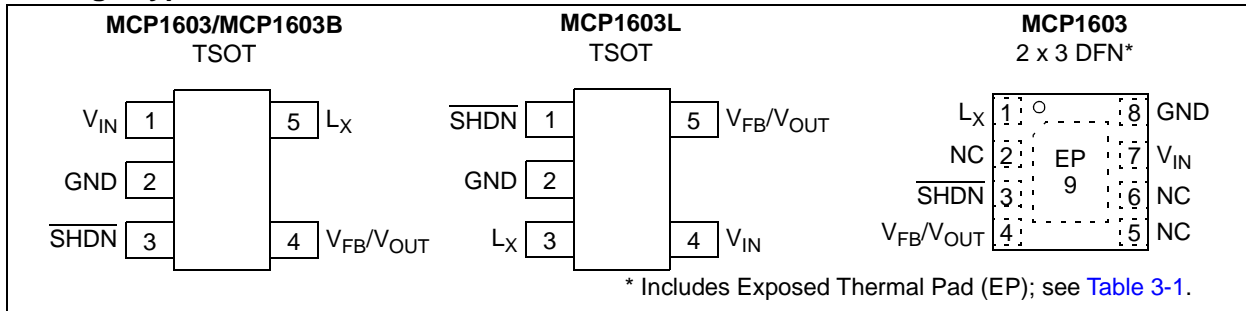 MCP1603/MCP1603B
TSOT
V_IN 1
5 L_X
GND 2
SHDN 3
4 V_FB/V_OUT
MCP1603L
TSOT
SHDN 1
5 V_FB/V_OUT
GND 2
L_X 3
4 V_IN
MCP1603
2 x 3 DFN*
L_X 1
8 GND
NC 2
EP
9
7 V_IN
SHDN 3
6 NC
V_FB/V_OUT 4
5 NC
* Includes Exposed Thermal Pad (EP); see Table 3-1.